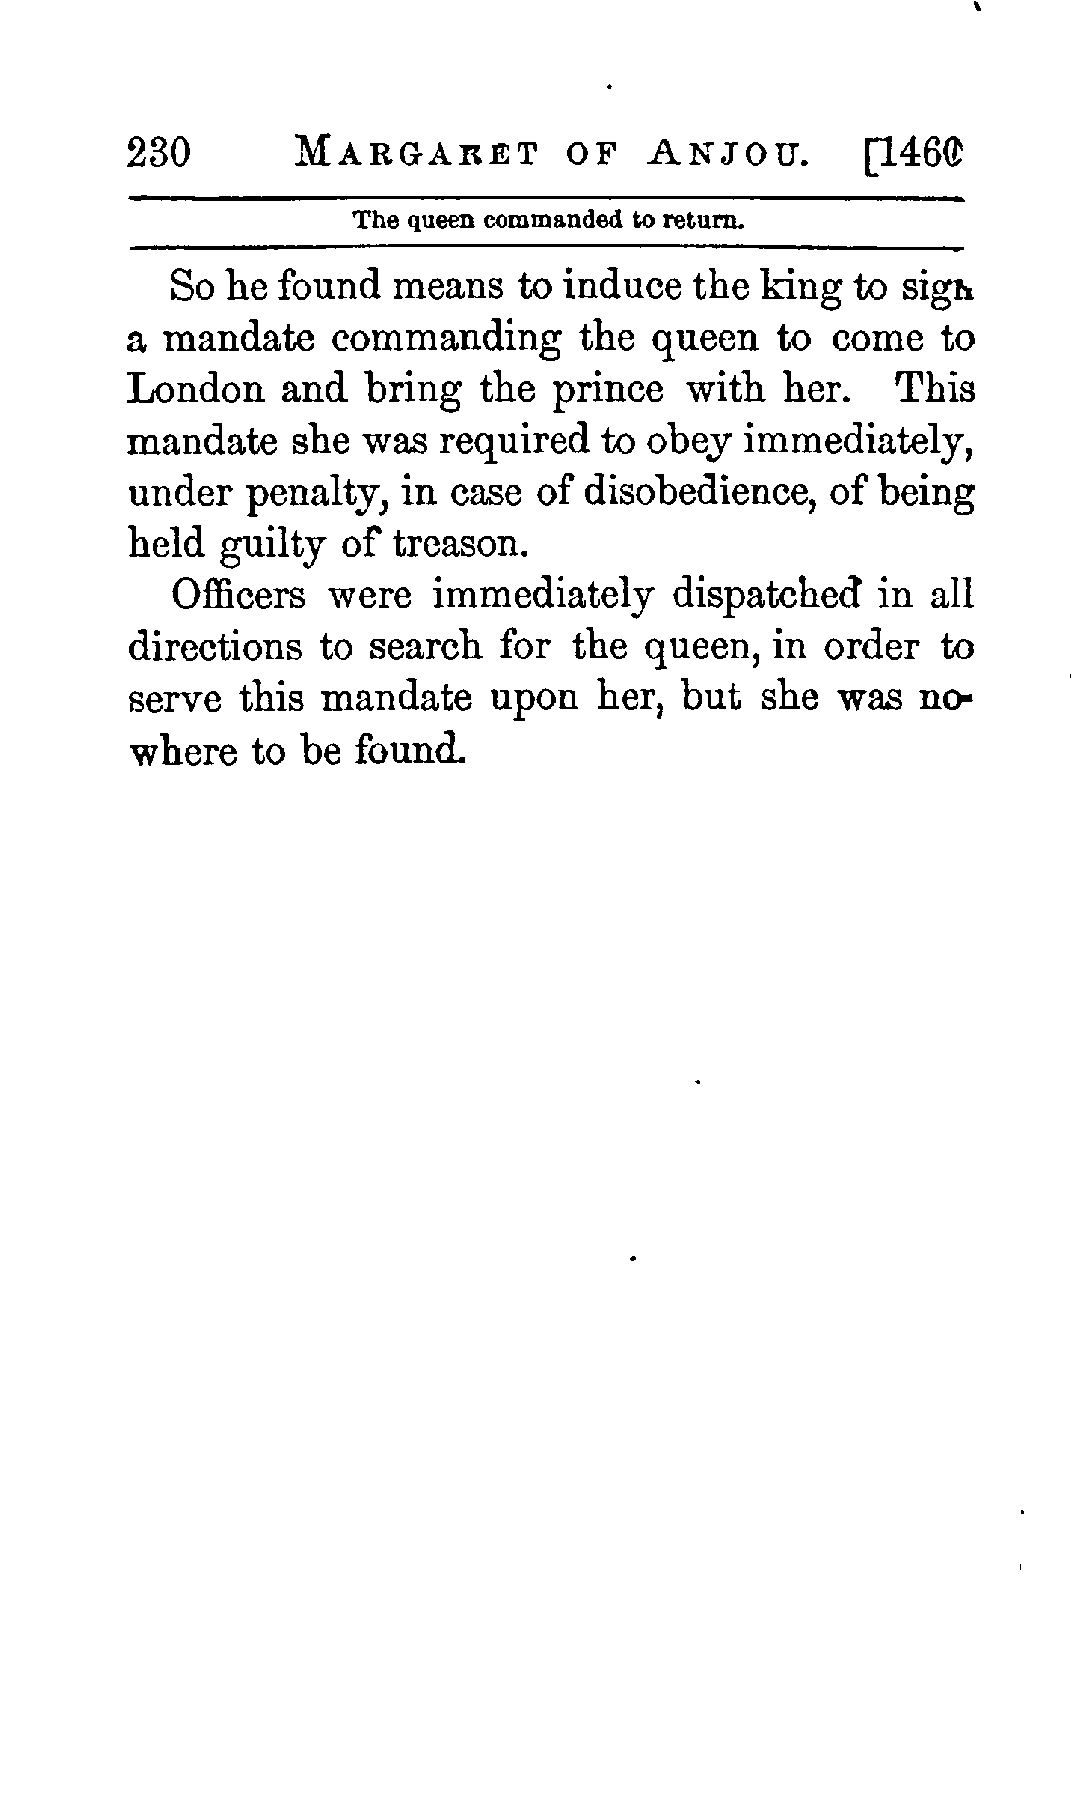 230 MARGARET OF ANJOU. [1460
The queen commanded to return.
So he found means to induce the king to sign
a mandate commanding the queen to come to
London and bring the prince with her. This
mandate she was required to obey immediately,
under penalty, in case of disobedience, of being
held guilty of treason.
Officers were immediately dispatched in all
directions to search for the queen, in order to
serve this mandate upon her, but she was no-
where to be found.